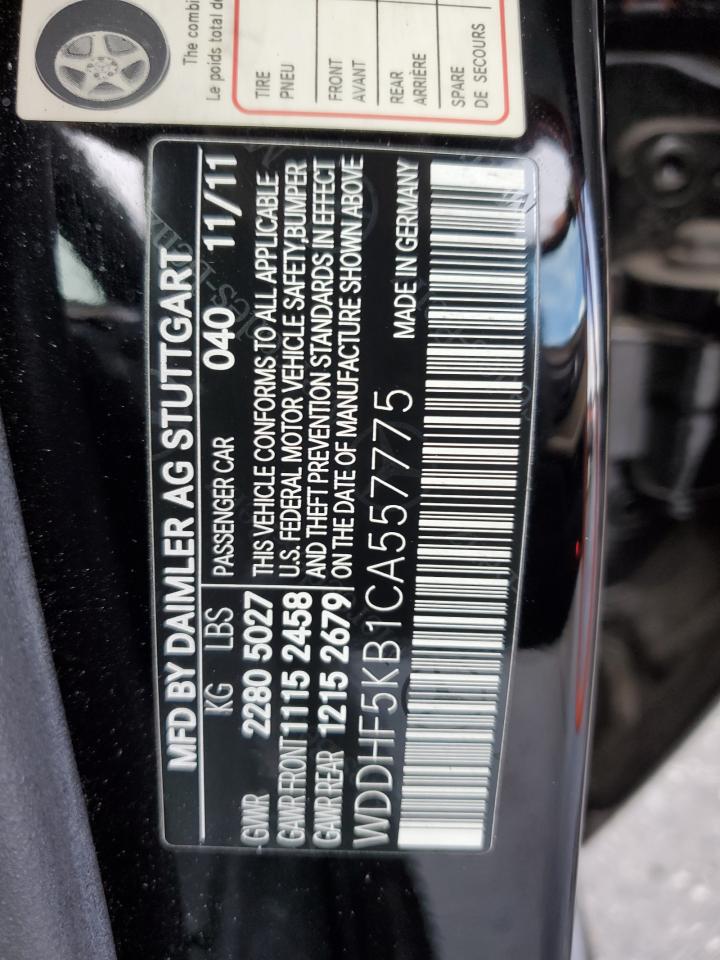 The combi
Le poids total de
TIRE
PNEU
FRONT
AVANT
REAR
ARRIÈRE
SPARE
DE SECOURS
MFD BY DAIMLER AG STUTTGART
KG LBS PASSENGER CAR 040 11/11
GVWR 2280 5027 THIS VEHICLE CONFORMS TO ALL APPLICABLE
GAWR FRONT 1115 2458 U.S. FEDERAL MOTOR VEHICLE SAFETY,BUMPER
GAWR REAR 1215 2679 AND THEFT PREVENTION STANDARDS IN EFFECT
ON THE DATE OF MANUFACTURE SHOWN ABOVE
WDDHF5KB1CA557775 MADE IN GERMANY